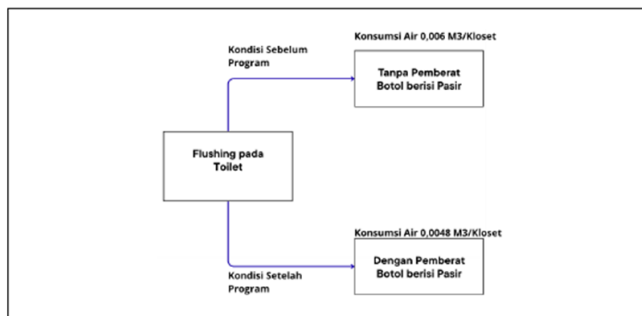 Konsumsi Air 0,006 M3/Kloset
Kondisi Sebelum
Program
Tanpa Pemberat
Botol berisi Pasir
Flushing pada
Toilet
Konsumsi Air 0,0048 M3/Kloset
Dengan Pemberat
Botol berisi Pasir
Kondisi Setelah
Program